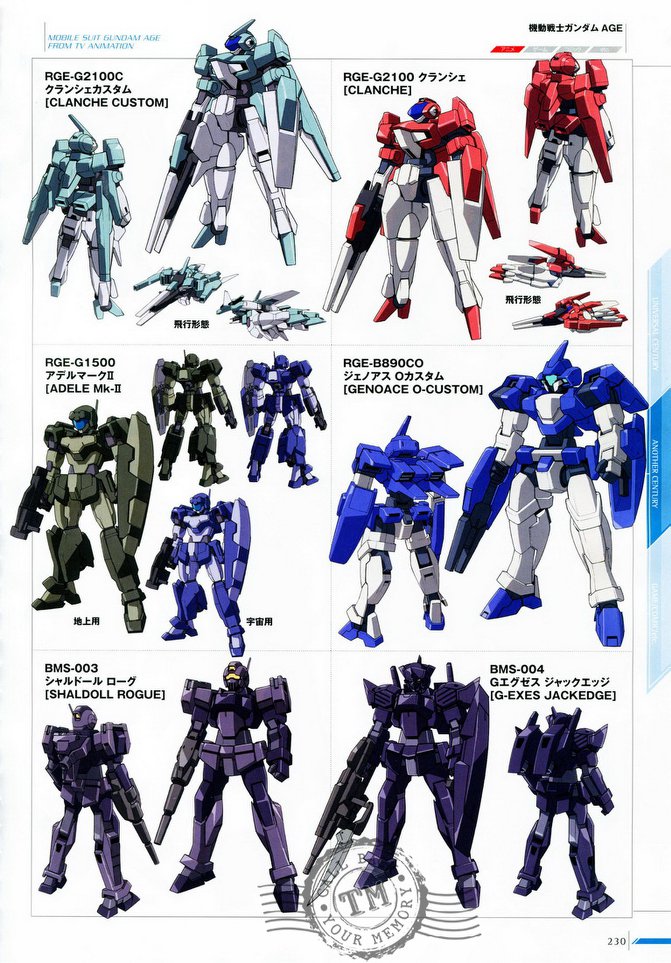 MOBILE SUIT GUNDAM AGE
FROM TV ANIMATION
機動戦士ガンダム AGE
アニメ
RGE-G2100C
クランシェカスタム
[CLANCHE CUSTOM]
飛行形態
RGE-G2100 クランシェ
[CLANCHE]
飛行形態
RGE-G1500
アデルマークⅡ
[ADELE Mk-Ⅱ
地上用
宇宙用
RGE-B890CO
ジェノアス Oカスタム
[GENOACE O-CUSTOM]
BMS-003
シャルドール ローグ
[SHALDOLL ROGUE]
BMS-004
Gエグゼス ジャックエッジ
[G-EXES JACKEDGE]
UNIVERSAL CENTURY
ANOTHER CENTURY
TM
YOUR MEMORY
230